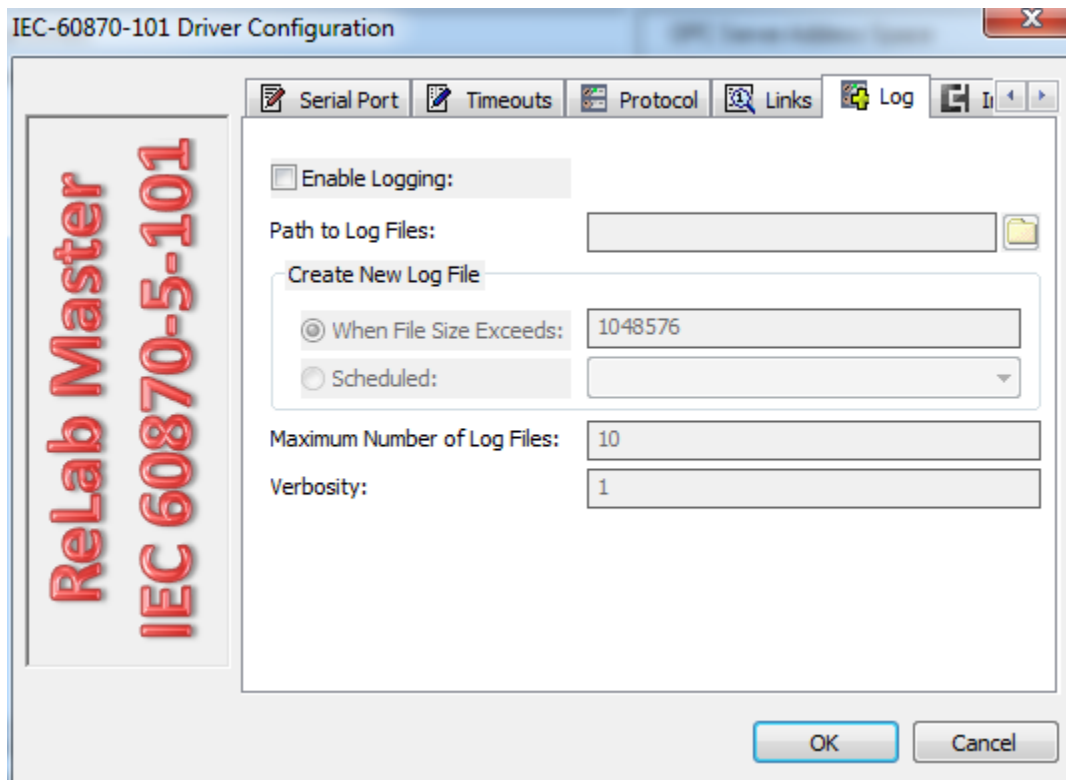 IEC-60870-101 Driver Configuration
X
Serial Port
Timeouts
Protocol
Links
Log
ReLab Master
IEC 60870-5-101
Enable Logging:
Path to Log Files:
Create New Log File
When File Size Exceeds:
1048576
Scheduled:
Maximum Number of Log Files:
10
Verbosity:
1
OK
Cancel